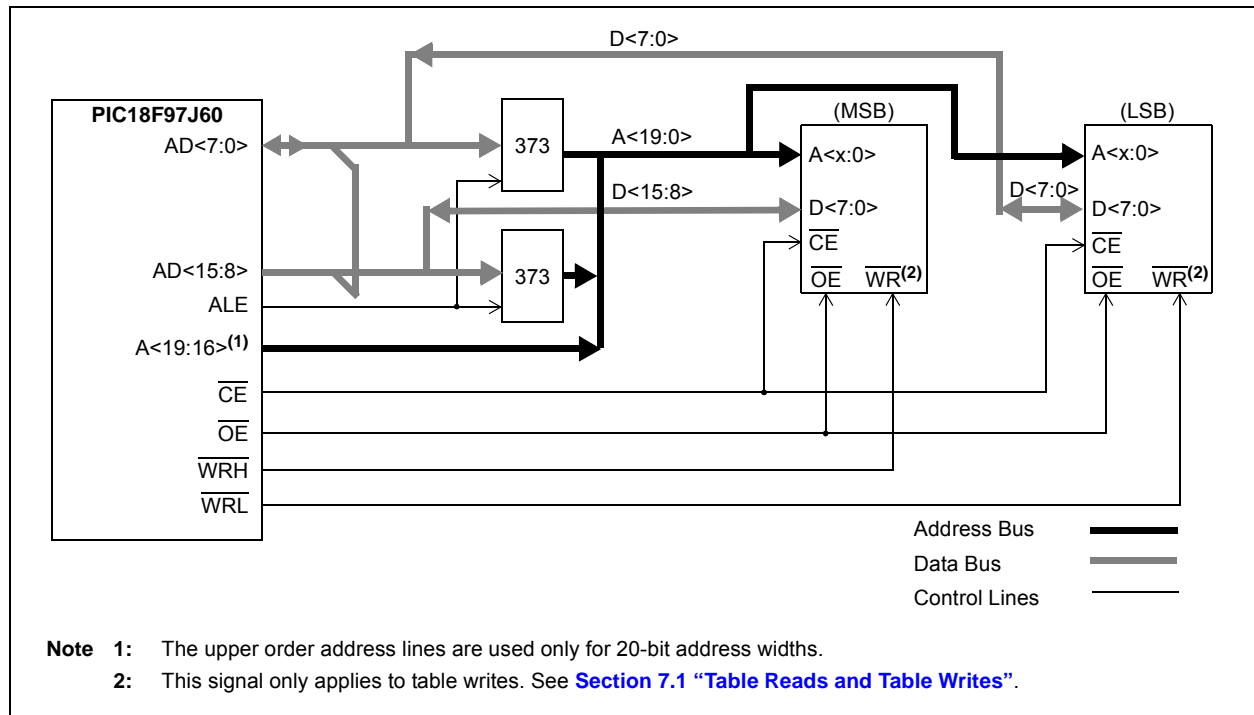 D<7:0>
PIC18F97J60
AD<7:0>
373
A<19:0>
D<15:8>
(MSB)
A<x:0>
D<7:0>
CE
OE WR(2)
(LSB)
A<x:0>
D<7:0>
D<7:0>
CE
OE WR(2)
AD<15:8>
373
ALE
A<19:16>(1)
CE
OE
WRH
WRL
Address Bus
Data Bus
Control Lines
Note 1: The upper order address lines are used only for 20-bit address widths.
2: This signal only applies to table writes. See Section 7.1 “Table Reads and Table Writes”.